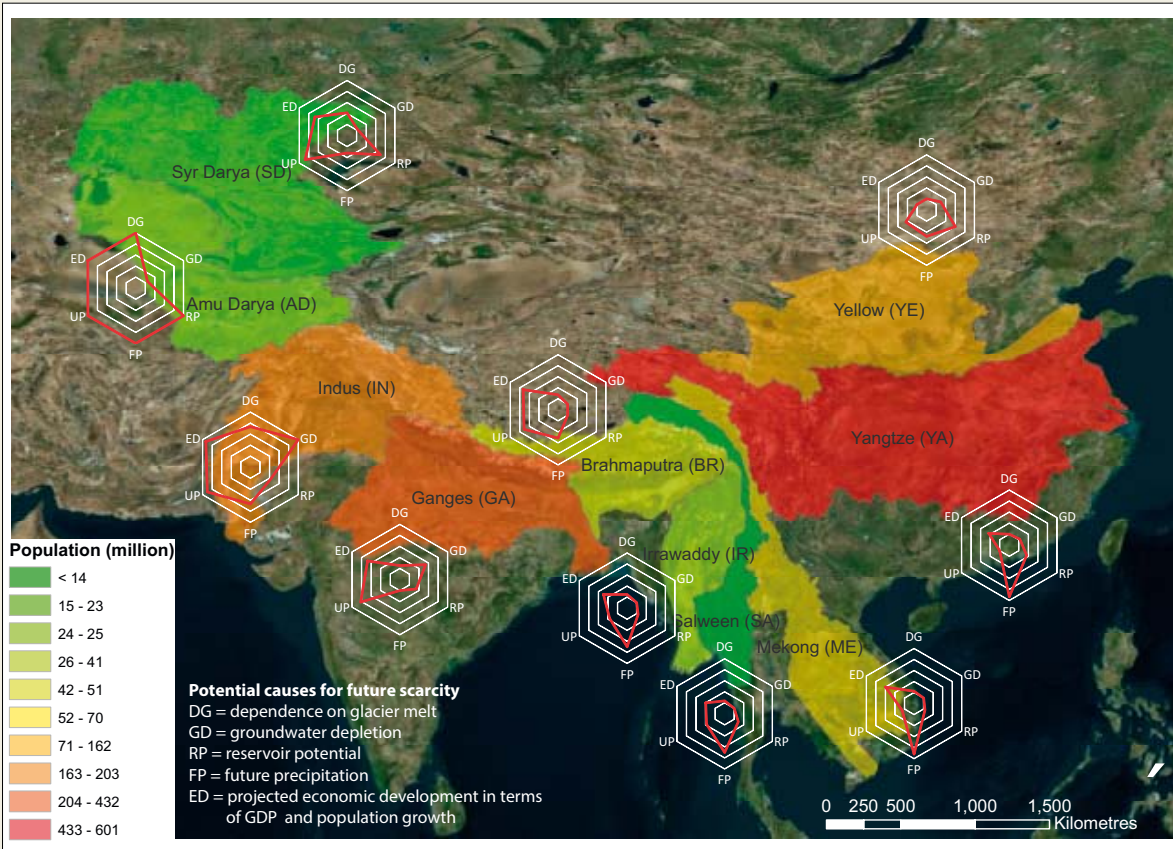 DG
ED
GD
UP
RP
FP
Syr Darya (SD)
DG
ED
GD
UP
RP
FP
Amu Darya (AD)
DG
ED
GD
UP
RP
FP
Yellow (YE)
DG
ED
GD
UP
RP
FP
Indus (IN)
DG
ED
GD
UP
RP
FP
Brahmaputra (BR)
Yangtze (YA)
Ganges (GA)
DG
ED
GD
UP
RP
FP
DG
ED
GD
UP
RP
FP
Irrawaddy (IR)
DG
ED
GD
UP
RP
FP
Salween (SA)
Mekong (ME)
DG
ED
GD
UP
RP
FP
DG
ED
GD
UP
RP
FP
Population (million)
< 14
15 - 23
24 - 25
26 - 41
42 - 51
52 - 70
71 - 162
163 - 203
204 - 432
433 - 601
Potential causes for future scarcity
DG = dependence on glacier melt
GD = groundwater depletion
RP = reservoir potential
FP = future precipitation
ED = projected economic development in terms
of GDP and population growth
0 250 500 1,000 1,500
Kilometres